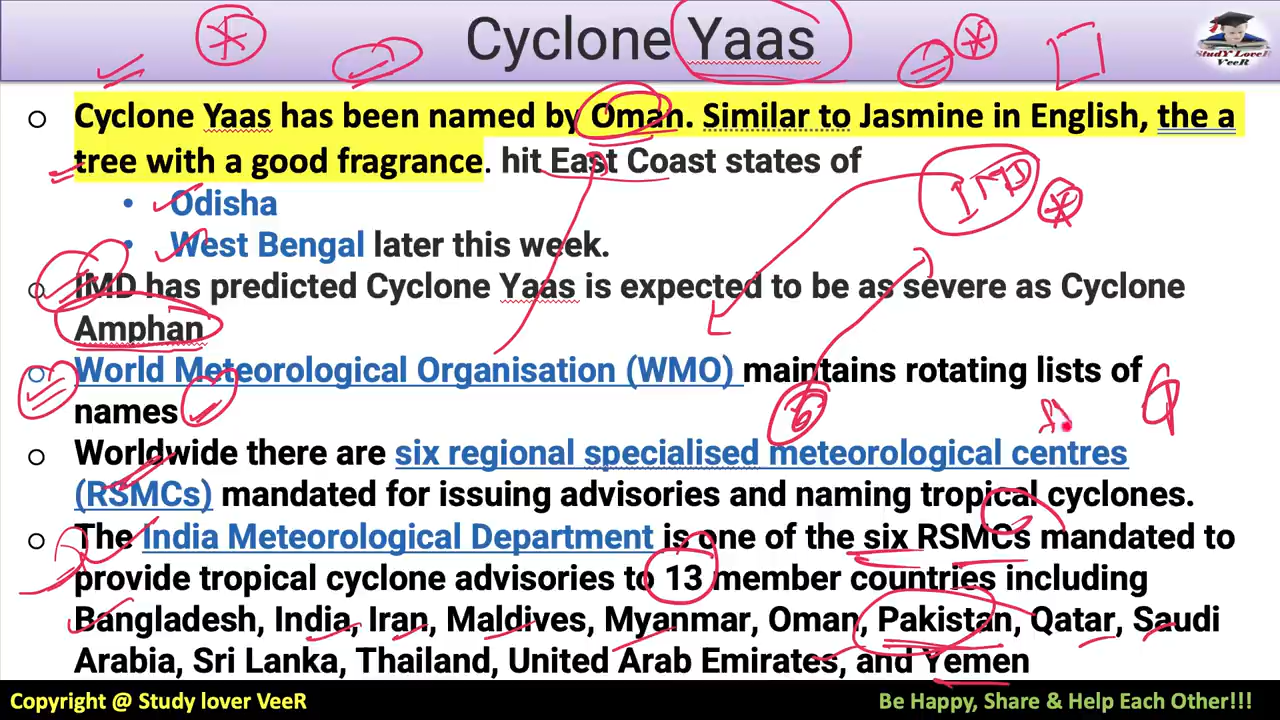 Cyclone Yaas
StudY LoveR
VeeR
Cyclone Yaas has been named by Oman. Similar to Jasmine in English, the a
tree with a good fragrance. hit East Coast states of
IMD
Odisha
West Bengal later this week.
IMD has predicted Cyclone Yaas is expected to be as severe as Cyclone
Amphan
World Meteorological Organisation (WMO) maintains rotating lists of
names
6
Worldwide there are six regional specialised meteorological centres
(RSMCs) mandated for issuing advisories and naming tropical cyclones.
The India Meteorological Department is one of the six RSMCs mandated to
provide tropical cyclone advisories to 13 member countries including
Bangladesh, India, Iran, Maldives, Myanmar, Oman, Pakistan, Qatar, Saudi
Arabia, Sri Lanka, Thailand, United Arab Emirates, and Yemen
Copyright @ Study lover VeeR
Be Happy, Share & Help Each Other!!!